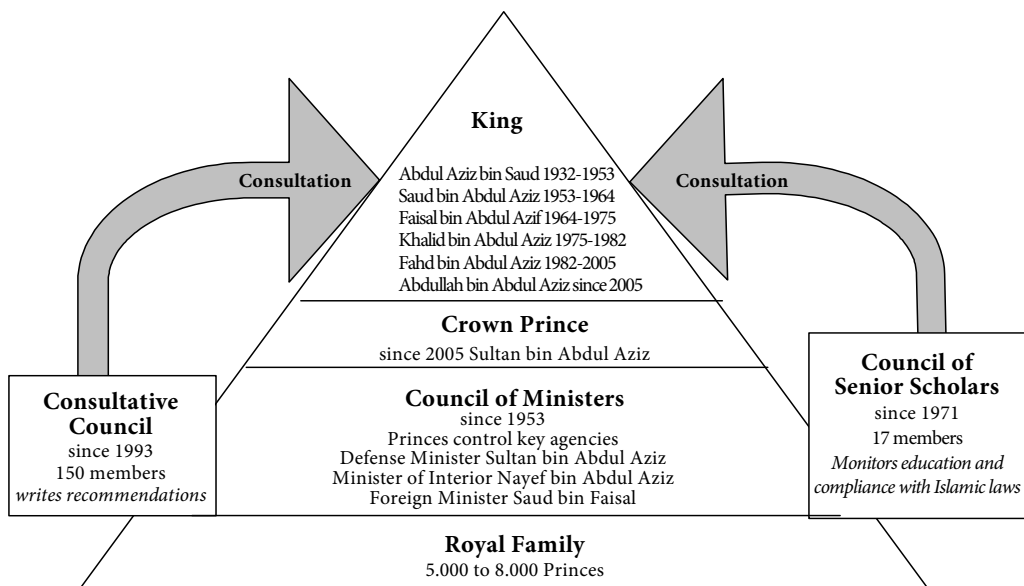 King
Abdul Aziz bin Saud 1932-1953
Saud bin Abdul Aziz 1953-1964
Faisal bin Abdul Azif 1964-1975
Khalid bin Abdul Aziz 1975-1982
Fahd bin Abdul Aziz 1982-2005
Abdullah bin Abdul Aziz since 2005
Consultation
Consultation
Crown Prince
since 2005 Sultan bin Abdul Aziz
Council of Ministers
since 1953
Princes control key agencies
Defense Minister Sultan bin Abdul Aziz
Minister of Interior Nayef bin Abdul Aziz
Foreign Minister Saud bin Faisal
Consultative
Council
since 1993
150 members
writes recommendations
Council of
Senior Scholars
since 1971
17 members
Monitors education and
compliance with Islamic laws
Royal Family
5.000 to 8.000 Princes